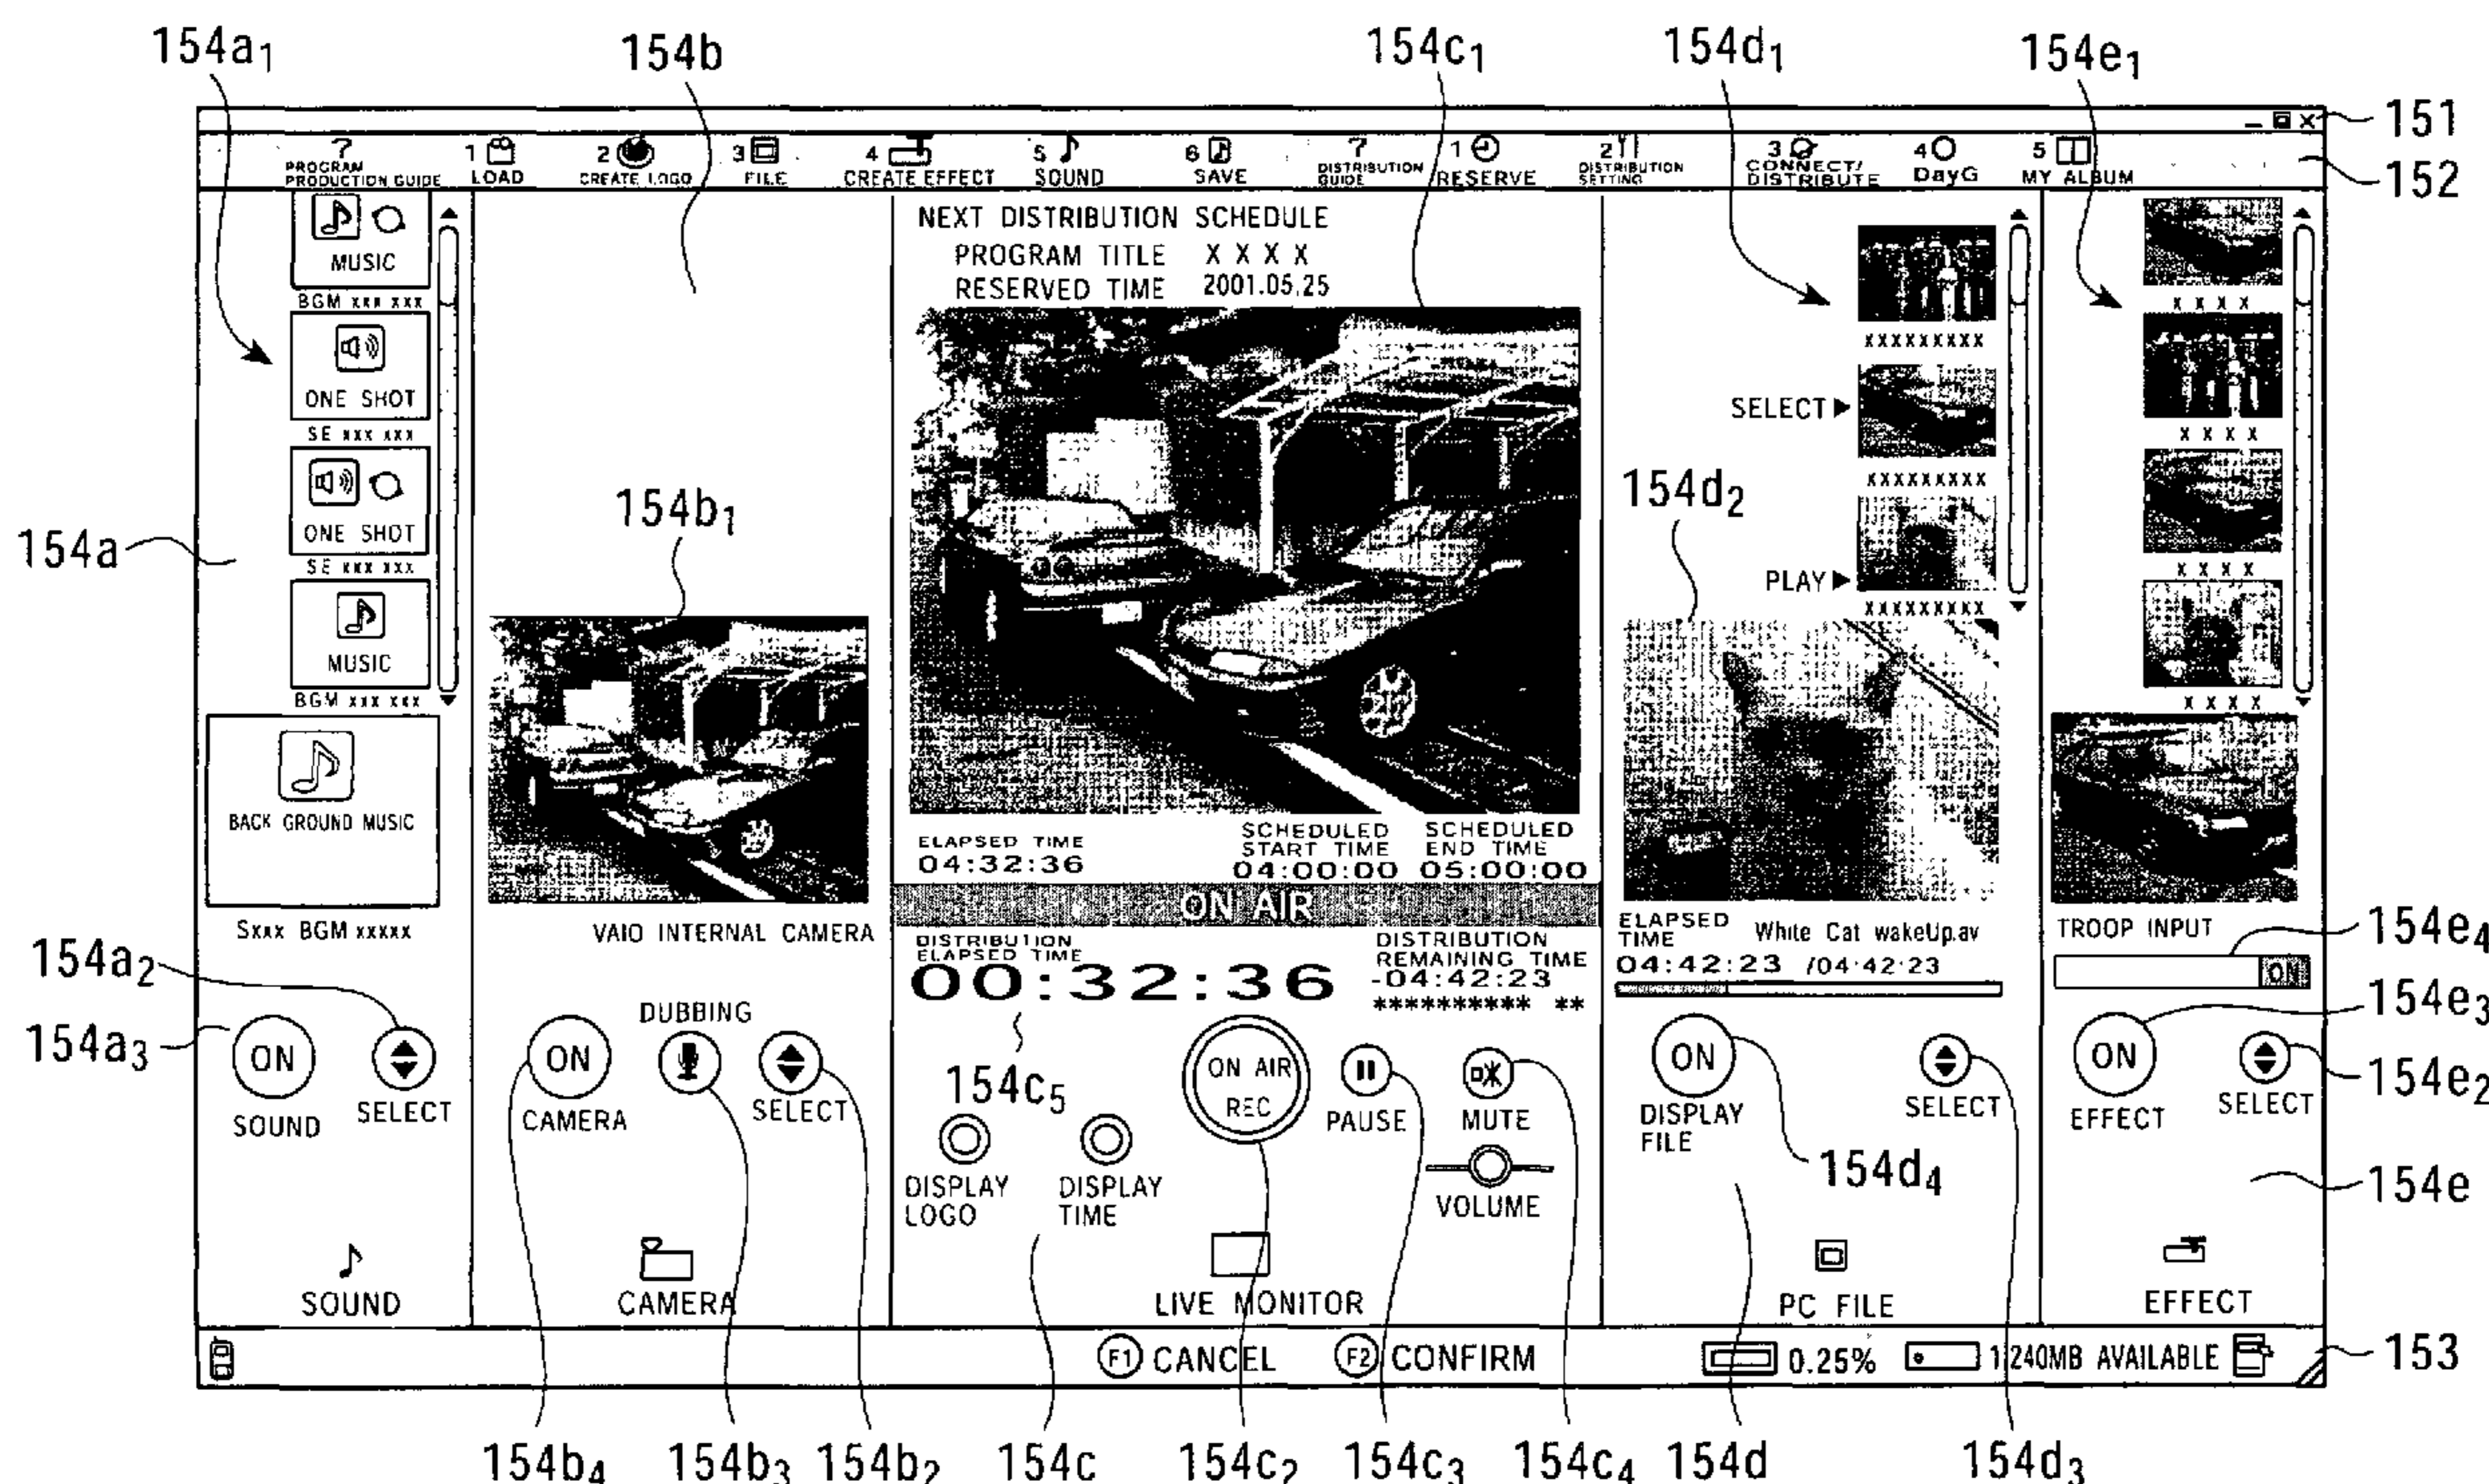 154a1 154b 154c1 154d1 154e1
151
152
? PROGRAM PRODUCTION GUIDE
1 LOAD
2 CREATE LOGO
3 FILE
4 CREATE EFFECT
5 SOUND
6 SAVE
? DISTRIBUTION GUIDE
1 RESERVE
2 DISTRIBUTION SETTING
3 CONNECT/ DISTRIBUTE
4 DayG
5 MY ALBUM
MUSIC
BGM xxx xxx
ONE SHOT
SE xxx xxx
ONE SHOT
SE xxx xxx
MUSIC
BGM xxx xxx
BACK GROUND MUSIC
Sxxx BGM xxxxx
154a
154a2
154a3
ON
SOUND
SELECT
SOUND
154b1
VAIO INTERNAL CAMERA
DUBBING
ON
CAMERA
SELECT
CAMERA
NEXT DISTRIBUTION SCHEDULE
PROGRAM TITLE X X X X
RESERVED TIME 2001.05.25
ELAPSED TIME
04:32:36
SCHEDULED START TIME
04:00:00
SCHEDULED END TIME
05:00:00
ON AIR
DISTRIBUTION ELAPSED TIME
00:32:36
DISTRIBUTION REMAINING TIME
-04:42:23
********** **
154c5
ON AIR
REC
PAUSE
MUTE
DISPLAY LOGO
DISPLAY TIME
VOLUME
LIVE MONITOR
xxxxxxxxx
SELECT
xxxxxxxxx
154d2
PLAY
xxxxxxxxx
ELAPSED TIME
White Cat wakeUp.av
04:42:23 /04:42:23
ON
DISPLAY FILE
SELECT
154d4
PC FILE
X X X X
X X X X
X X X X
X X X X
TROOP INPUT
ON
154e4
154e3
ON
EFFECT
SELECT
154e2
154e
EFFECT
F1 CANCEL F2 CONFIRM 0.25% 1,240MB AVAILABLE
153
154b4 154b3 154b2 154c 154c2 154c3 154c4 154d 154d3